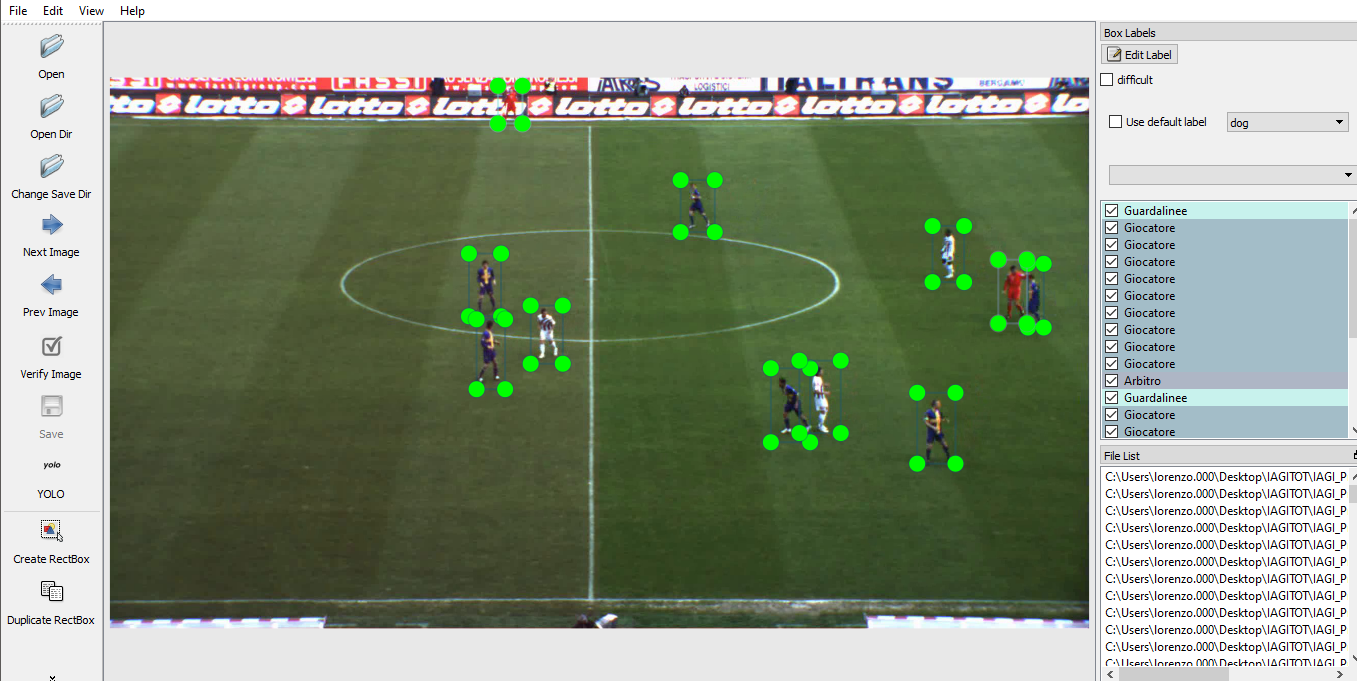 File Edit View Help
Open
Open Dir
Change Save Dir
Next Image
Prev Image
Verify Image
Save
yolo
YOLO
Create RectBox
Duplicate RectBox
FASSI ITALTRANS
LOGISTICI BERGAMO
lotto lotto lotto lotto lotto lotto lotto lo
Box Labels
Edit Label
difficult
Use default label dog
Guardalinee
Giocatore
Giocatore
Giocatore
Giocatore
Giocatore
Giocatore
Giocatore
Giocatore
Giocatore
Arbitro
Guardalinee
Giocatore
Giocatore
File List
C:\Users\lorenzo.000\Desktop\IAGITOT\IAGI_P
C:\Users\lorenzo.000\Desktop\IAGITOT\IAGI_P
C:\Users\lorenzo.000\Desktop\IAGITOT\IAGI_P
C:\Users\lorenzo.000\Desktop\IAGITOT\IAGI_P
C:\Users\lorenzo.000\Desktop\IAGITOT\IAGI_P
C:\Users\lorenzo.000\Desktop\IAGITOT\IAGI_P
C:\Users\lorenzo.000\Desktop\IAGITOT\IAGI_P
C:\Users\lorenzo.000\Desktop\IAGITOT\IAGI_P
C:\Users\lorenzo.000\Desktop\IAGITOT\IAGI_P
C:\Users\lorenzo.000\Desktop\IAGITOT\IAGI_P
C:\Users\lorenzo.000\Desktop\IAGITOT\IAGI_P
C:\Users\lorenzo.000\Desktop\IAGITOT\IAGI_P